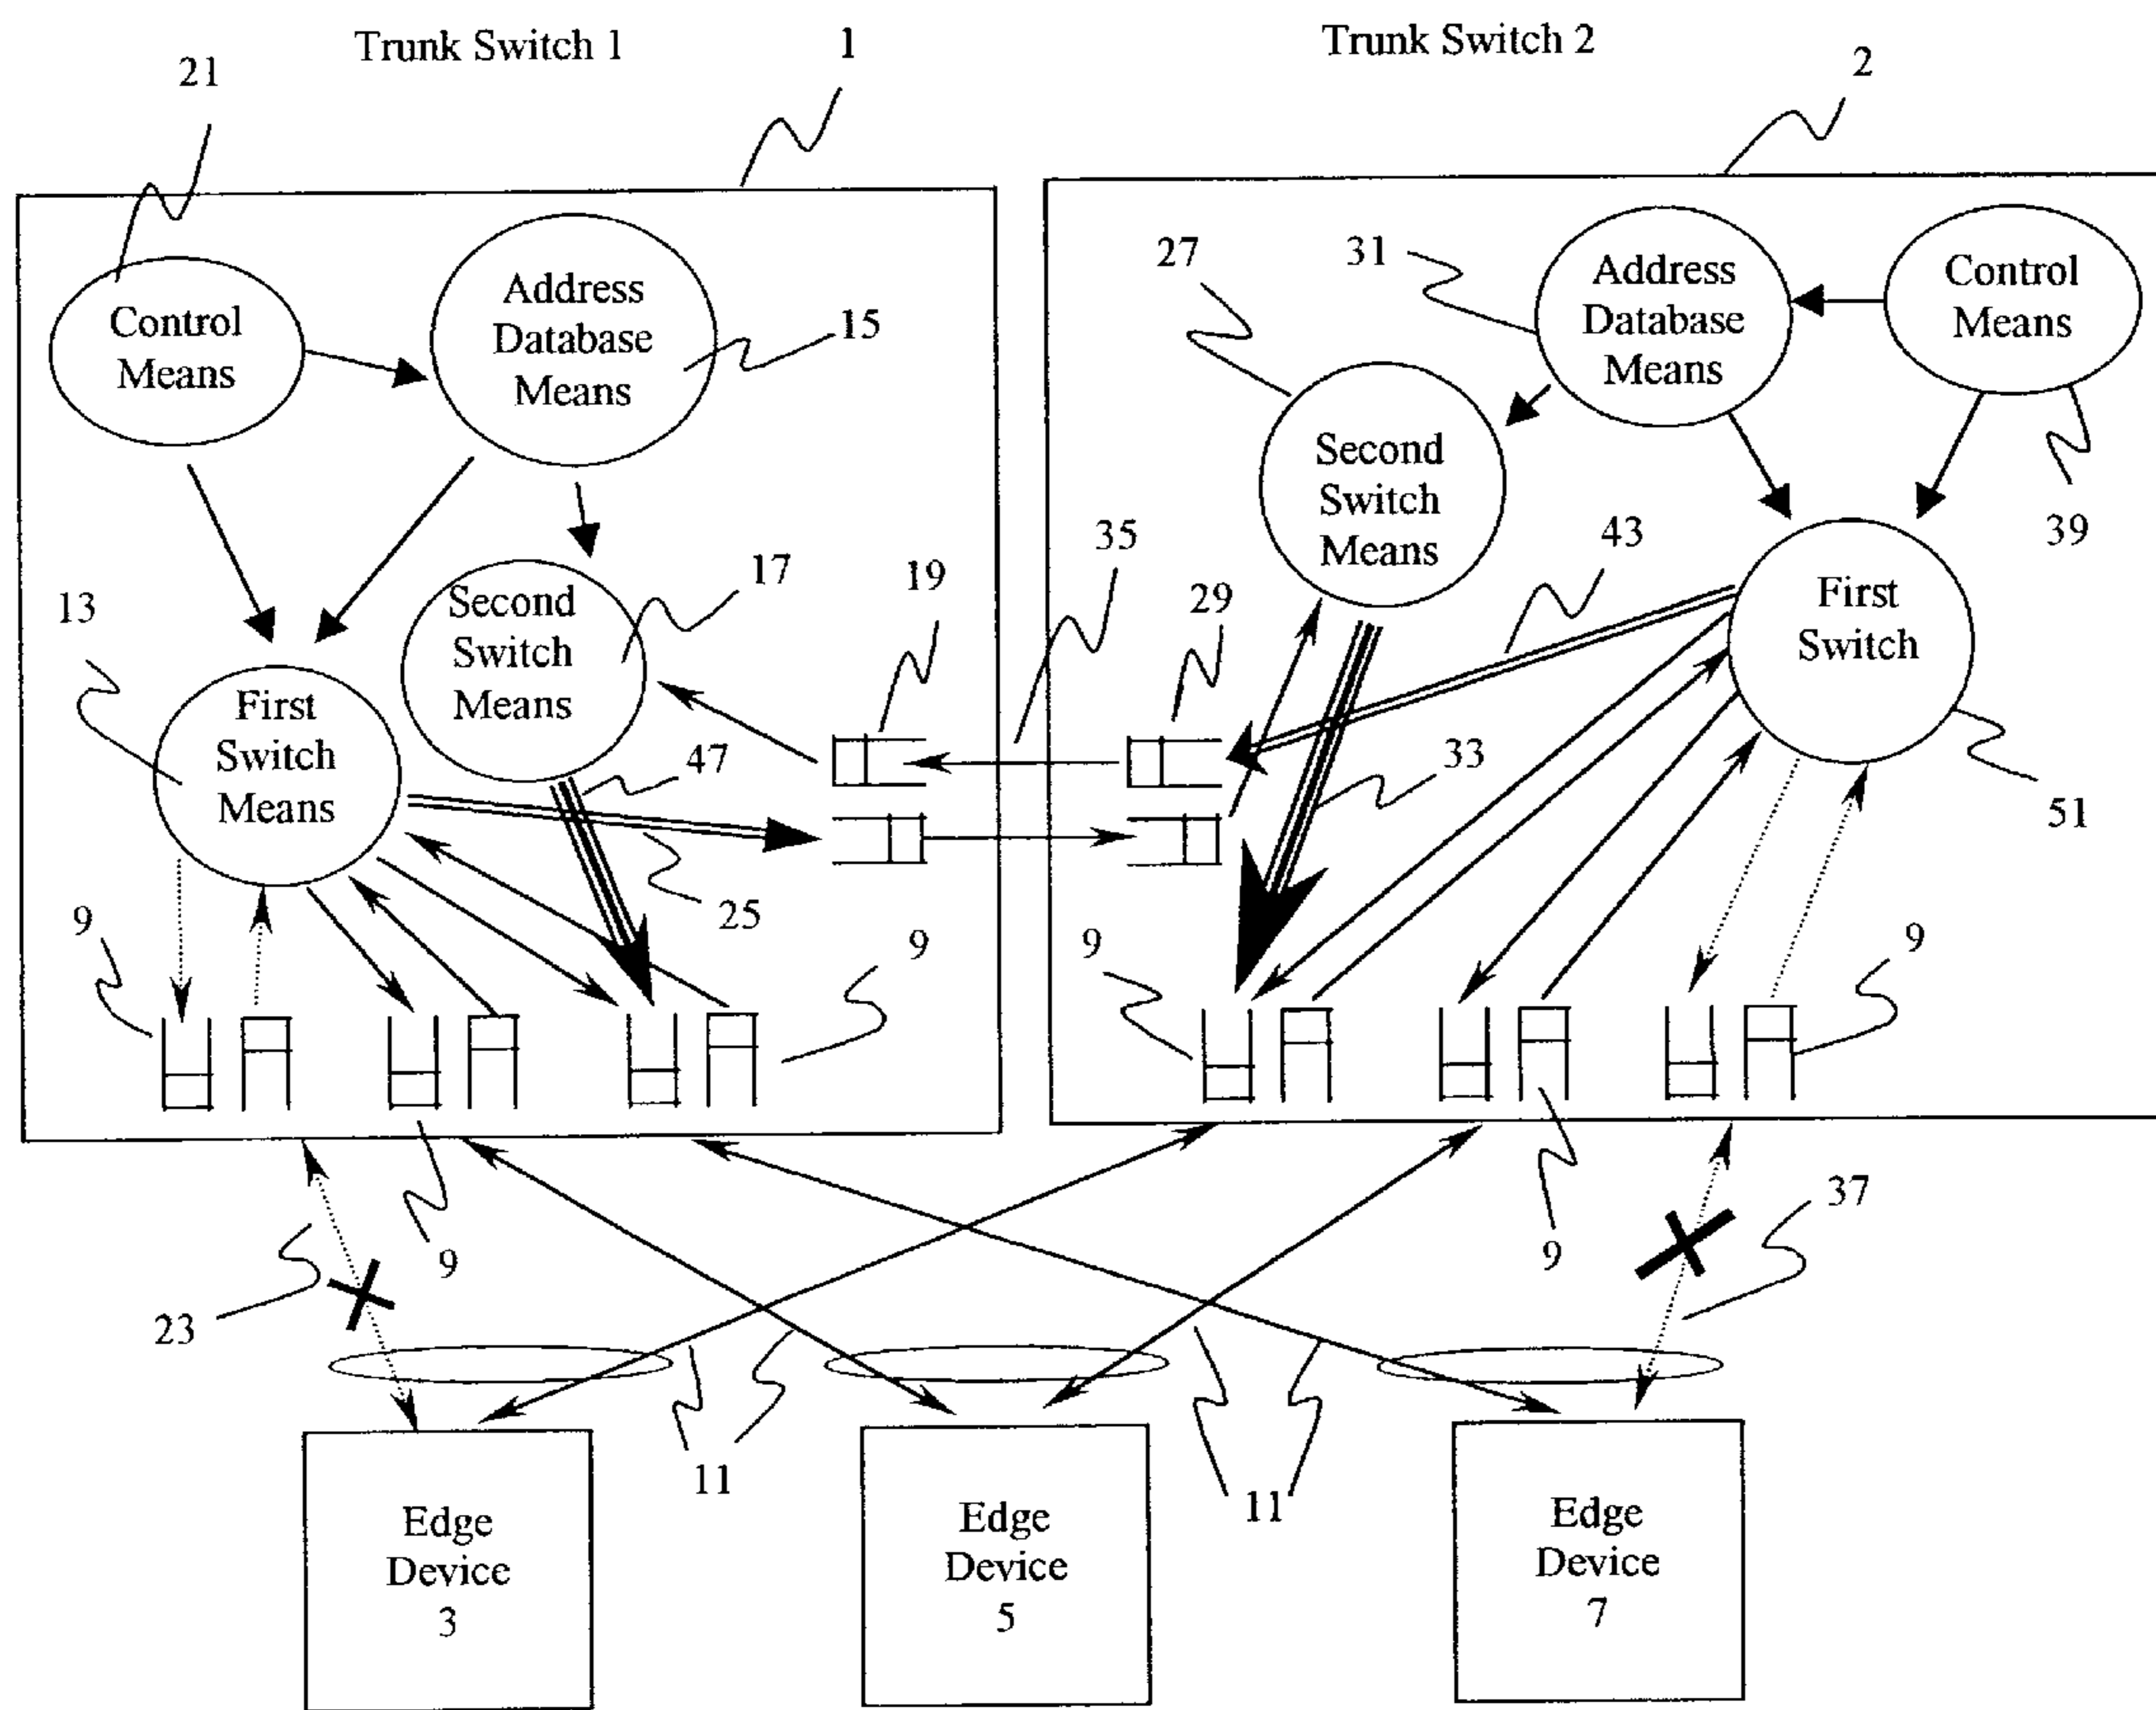 Trunk Switch 1
1
Trunk Switch 2
2
21
Control
Means
Address
Database
Means
15
27
31
Address
Database
Means
Control
Means
39
Second
Switch
Means
43
35
First
Switch
51
13
Second
Switch
Means
17
19
29
First
Switch
Means
47
33
25
9
9
9
9
9
9
23
37
11
11
Edge
Device
3
Edge
Device
5
Edge
Device
7